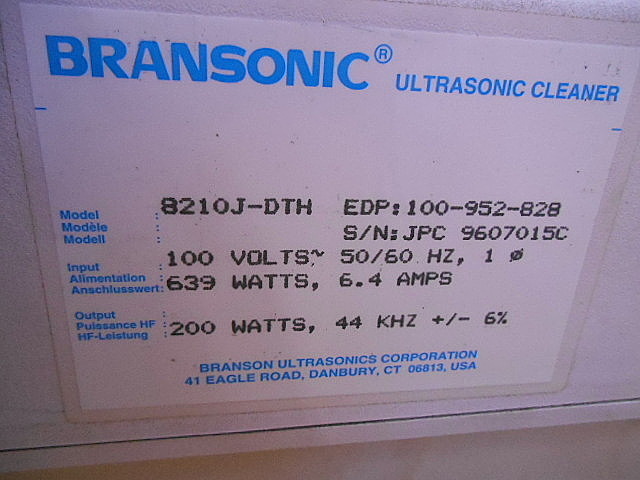 BRANSONIC® ULTRASONIC CLEANER
Model : 8210J-DTH EDP:100-952-828
Modèle :
Modell : S/N:JPC 9607015C
Input : 100 VOLTS~ 50/60 HZ, 1 Ø
Alimentation :
Anschlusswert: 639 WATTS, 6.4 AMPS
Output :
Puissance HF : 200 WATTS, 44 KHZ +/- 6%
HF-Leistung :
BRANSON ULTRASONICS CORPORATION
41 EAGLE ROAD, DANBURY, CT 06813, USA